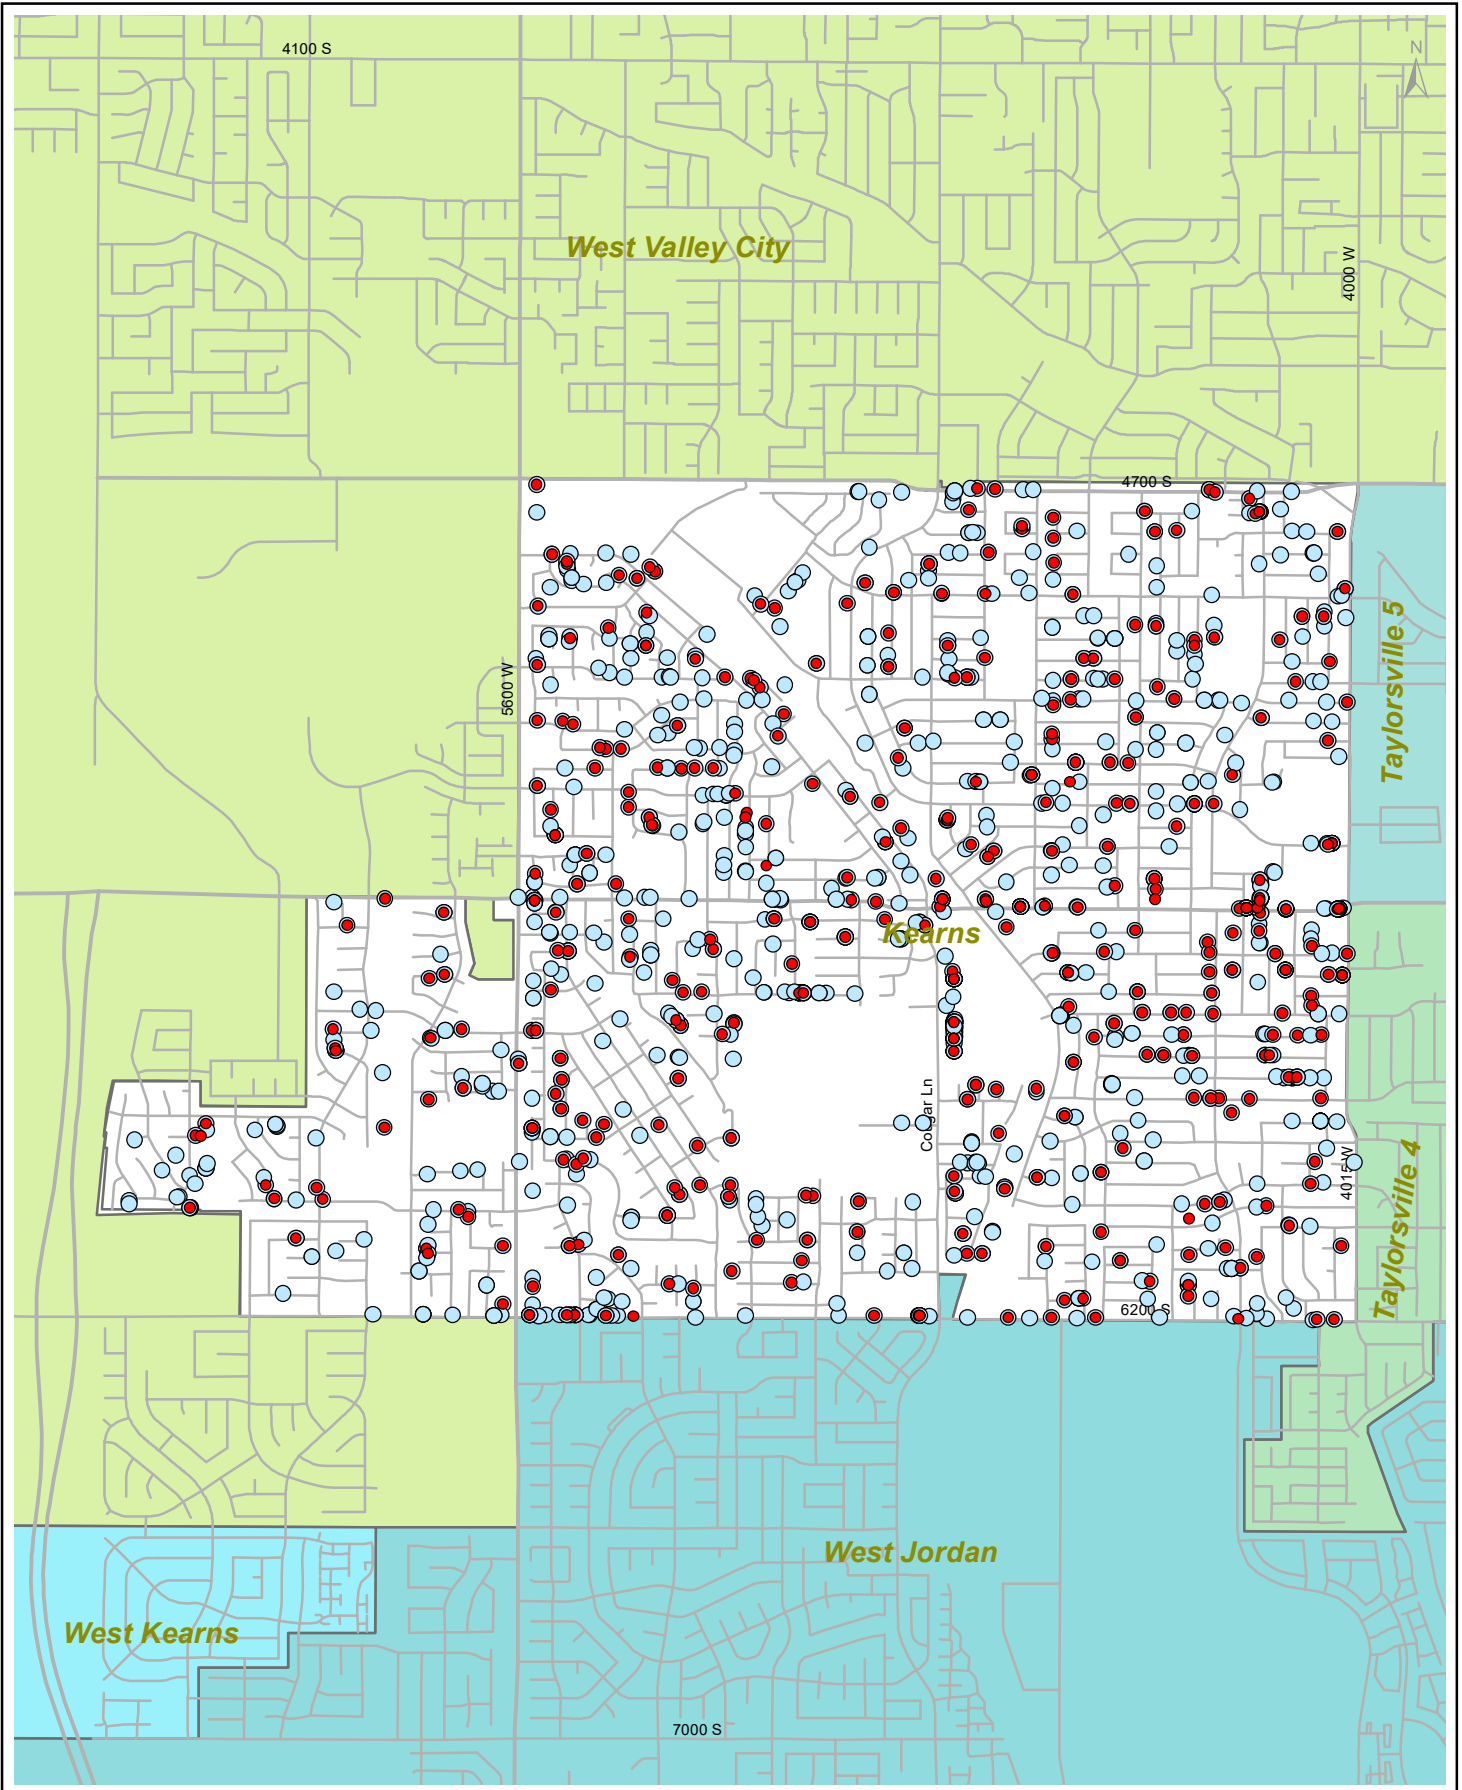 4100 S
N
West Valley City
4000 W
4700 S
Taylorsville 5
5600 W
Kearns
Cougar Ln
4015 W
Taylorsville 4
6200 S
West Jordan
West Kearns
7000 S